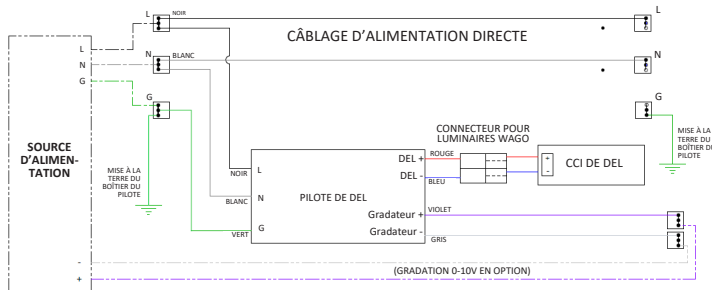 CÂBLAGE D'ALIMENTATION DIRECTE
L
NOIR
L
L
N
BLANC
N
N
G
G
G
SOURCE
D'ALIMEN-
TATION
MISE À LA
TERRE DU
BOÎTIER DU
PILOTE
CONNECTEUR POUR
LUMINAIRES WAGO
MISE À LA
TERRE DU
BOÎTIER DU
PILOTE
NOIR
L
DEL +
ROUGE
+
-
CCI DE DEL
DEL -
BLEU
BLANC
N
PILOTE DE DEL
Gradateur +
VIOLET
VERT
G
Gradateur -
GRIS
-
(GRADATION 0-10V EN OPTION)
+